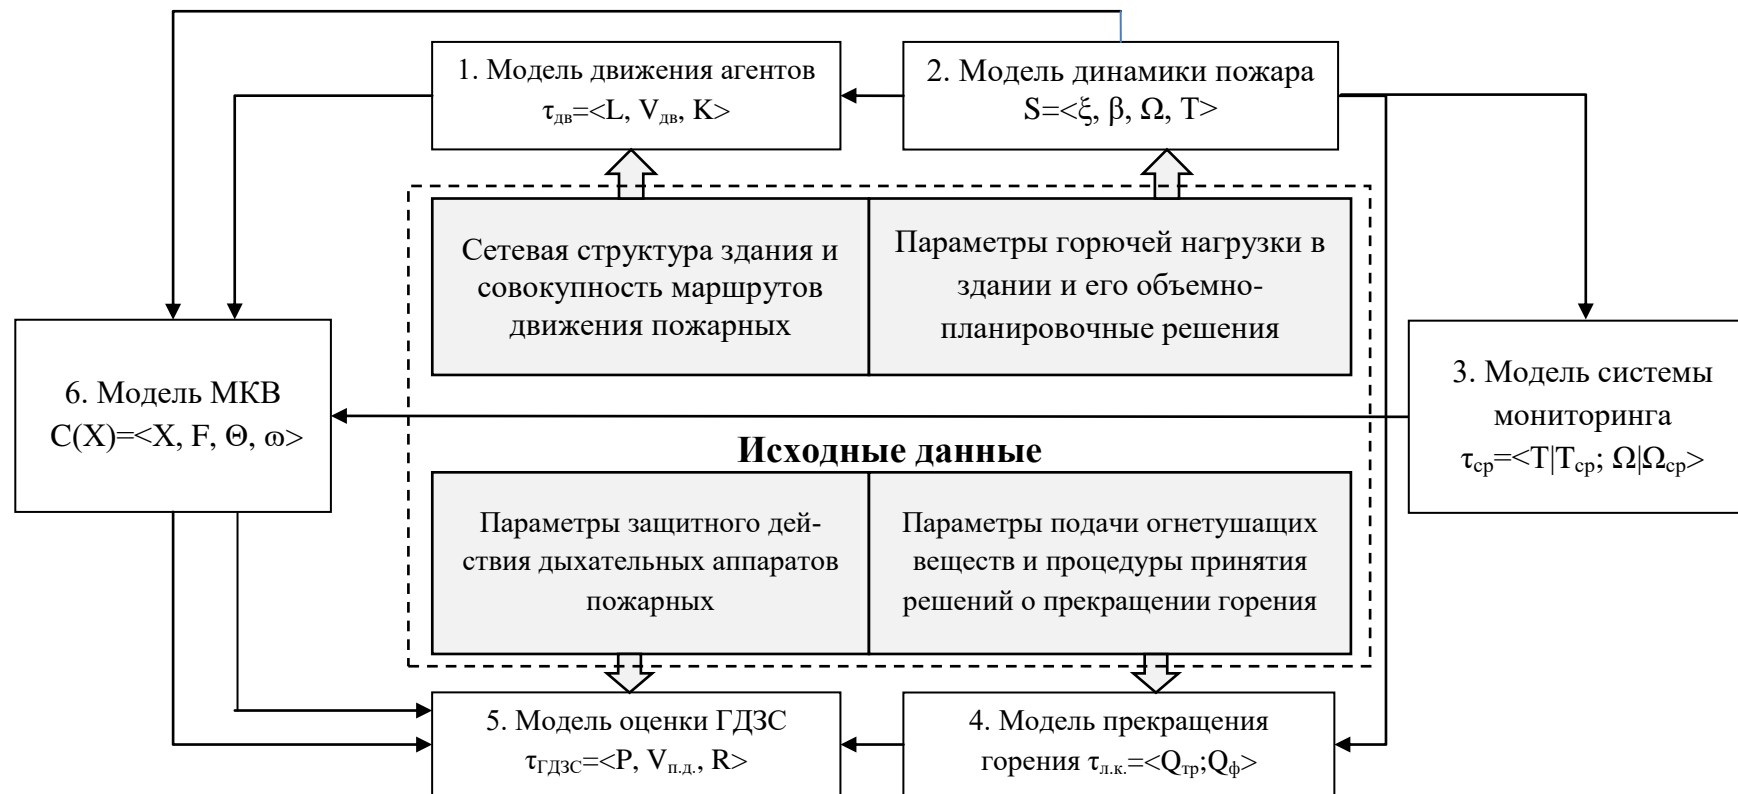 1. Модель движения агентов
τдв=<L, Vдв, K>
2. Модель динамики пожара
S=<ξ, β, Ω, T>
Сетевая структура здания и
совокупность маршрутов
движения пожарных
Параметры горючей нагрузки в
здании и его объемно-
планировочные решения
6. Модель МКВ
C(X)=<X, F, Θ, ω>
3. Модель системы
мониторинга
τср=<T|Tср; Ω|Ωср>
Исходные данные
Параметры защитного дей-
ствия дыхательных аппаратов
пожарных
Параметры подачи огнетушащих
веществ и процедуры принятия
решений о прекращении горения
5. Модель оценки ГДЗС
τГДЗС=<P, Vп.д., R>
4. Модель прекращения
горения τл.к.=<Qтр;Qф>